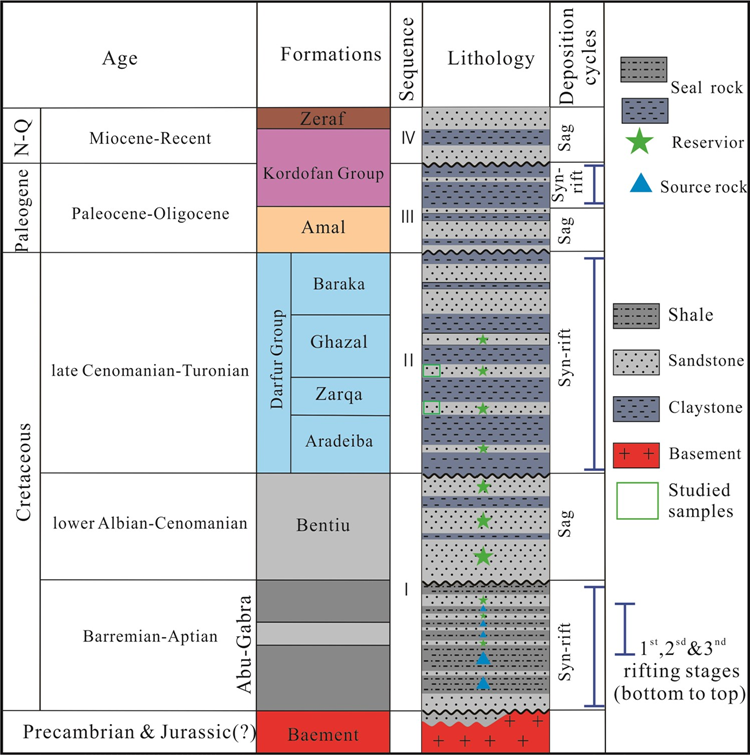 Age
Formations
Sequence
Lithology
Deposition
cycles
N-Q
Miocene-Recent
Zeraf
Kordofan Group
IV
Sag
Paleogene
Paleocene-Oligocene
Amal
III
Syn-
rift
Sag
Cretaceous
late Cenomanian-Turonian
Darfur Group
Baraka
Ghazal
Zarqa
Aradeiba
II
Syn-rift
lower Albian-Cenomanian
Bentiu
Sag
I
Barremian-Aptian
Abu-Gabra
Syn-rift
Precambrian & Jurassic(?)
Baement
Seal rock
Reservior
Source rock
Shale
Sandstone
Claystone
Basement
Studied
samples
1st,2sd&3nd
rifting stages
(bottom to top)